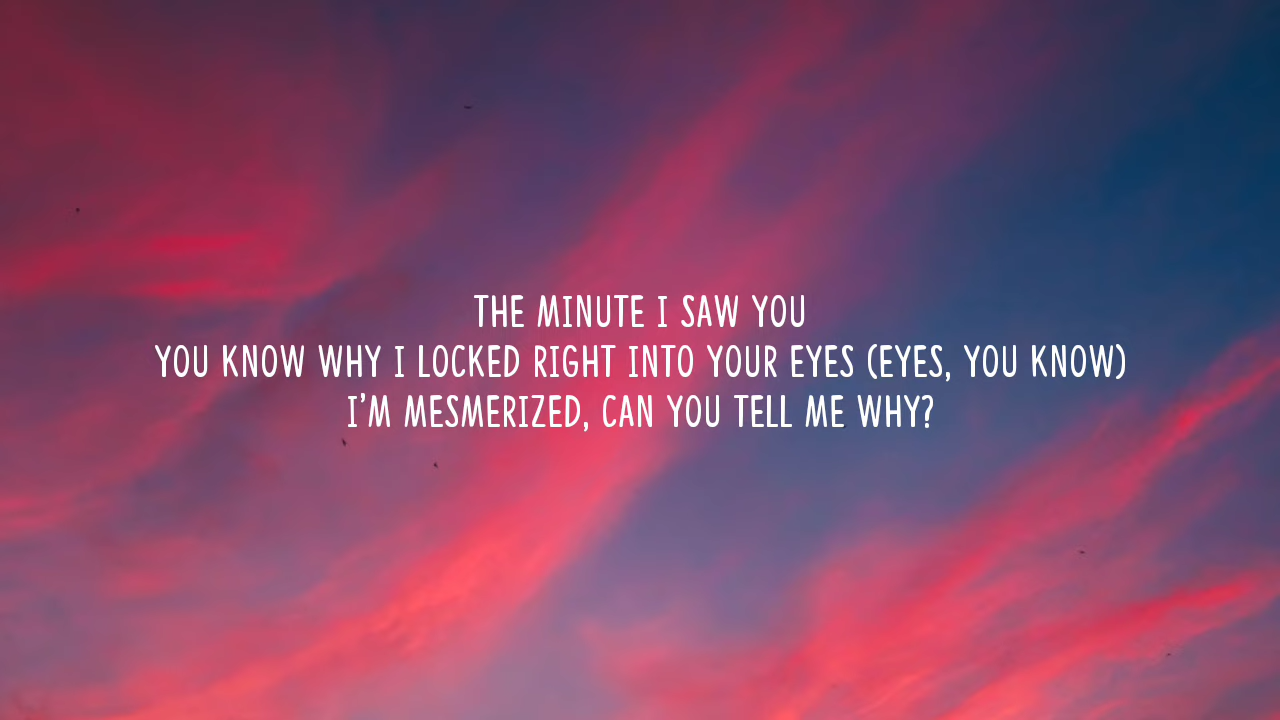 THE MINUTE I SAW YOU
YOU KNOW WHY I LOCKED RIGHT INTO YOUR EYES (EYES, YOU KNOW)
I'M MESMERIZED, CAN YOU TELL ME WHY?